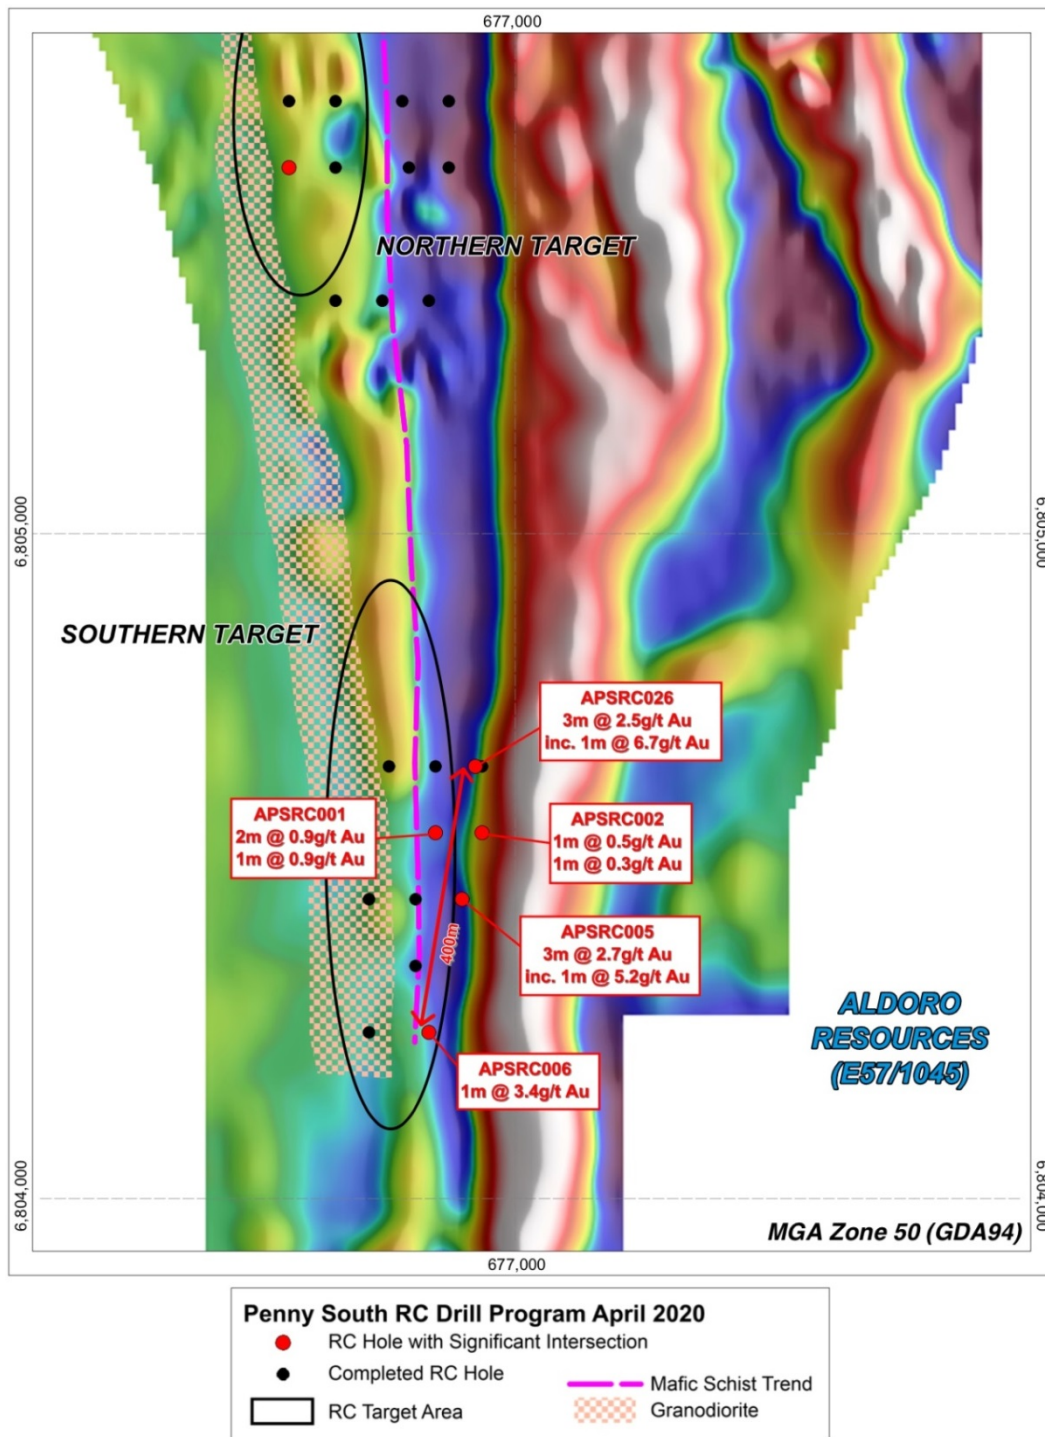 677,000
NORTHERN TARGET
6,805,000
6,805,000
SOUTHERN TARGET
APSRC026
3m @ 2.5g/t Au
inc. 1m @ 6.7g/t Au
APSRC001
2m @ 0.9g/t Au
1m @ 0.9g/t Au
APSRC002
1m @ 0.5g/t Au
1m @ 0.3g/t Au
400m
APSRC005
3m @ 2.7g/t Au
inc. 1m @ 5.2g/t Au
ALDORO
RESOURCES
(E57/1045)
APSRC006
1m @ 3.4g/t Au
6,804,000
6,804,000
MGA Zone 50 (GDA94)
677,000
Penny South RC Drill Program April 2020
RC Hole with Significant Intersection
Completed RC Hole
Mafic Schist Trend
RC Target Area
Granodiorite